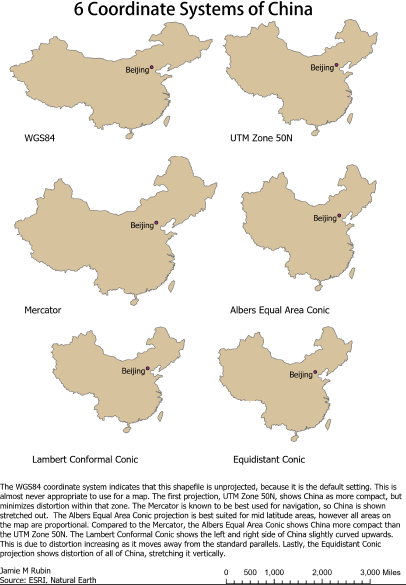 6 Coordinate Systems of China
Beijing
Beijing
WGS84
UTM Zone 50N
Beijing
Beijing
Mercator
Albers Equal Area Conic
Beijing
Beijing
Lambert Conformal Conic
Equidistant Conic
The WGS84 coordinate system indicates that this shapefile is unprojected, because it is the default setting. This is
almost never appropriate to use for a map. The first projection, UTM Zone 50N, shows China as more compact, but
minimizes distortion within that zone. The Mercator is known to be best used for navigation, so China is shown
stretched out. The Albers Equal Area Conic projection is best suited for mid latitude areas, however all areas on
the map are proportional. Compared to the Mercator, the Albers Equal Area Conic shows China more compact than
the UTM Zone 50N. The Lambert Conformal Conic shows the left and right side of China slightly curved upwards.
This is due to distortion increasing as it moves away from the standard parallels. Lastly, the Equidistant Conic
projection shows distortion of all of China, stretching it vertically.
Jamie M Rubin
Source: ESRI, Natural Earth
0 500 1,000 2,000 3,000 Miles